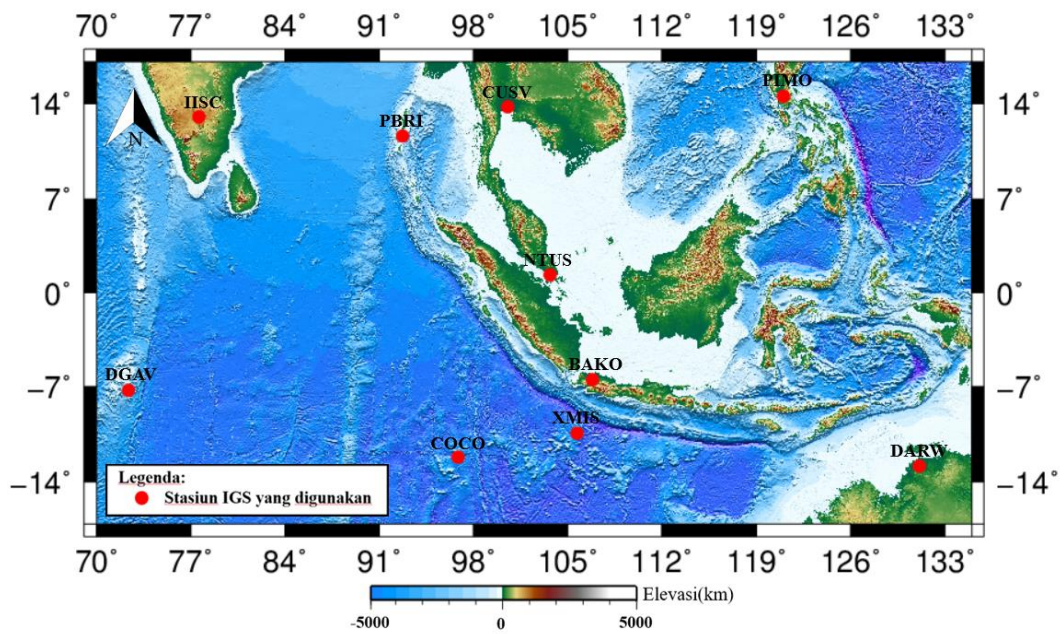 70 77° 84° 91° 98° 105° 112° 119° 126° 133°
14° 14°
PIMO
CUSV
IISC
PBRI
N
7° 7°
NTUS
0° 0°
BAKO
DGAV
−7° −7°
XMIS
COCO
DARW
Legenda:
Stasiun IGS yang digunakan
−14° −14°
70 77° 84° 91° 98° 105° 112° 119° 126° 133°
Elevasi(km)
-5000 0 5000